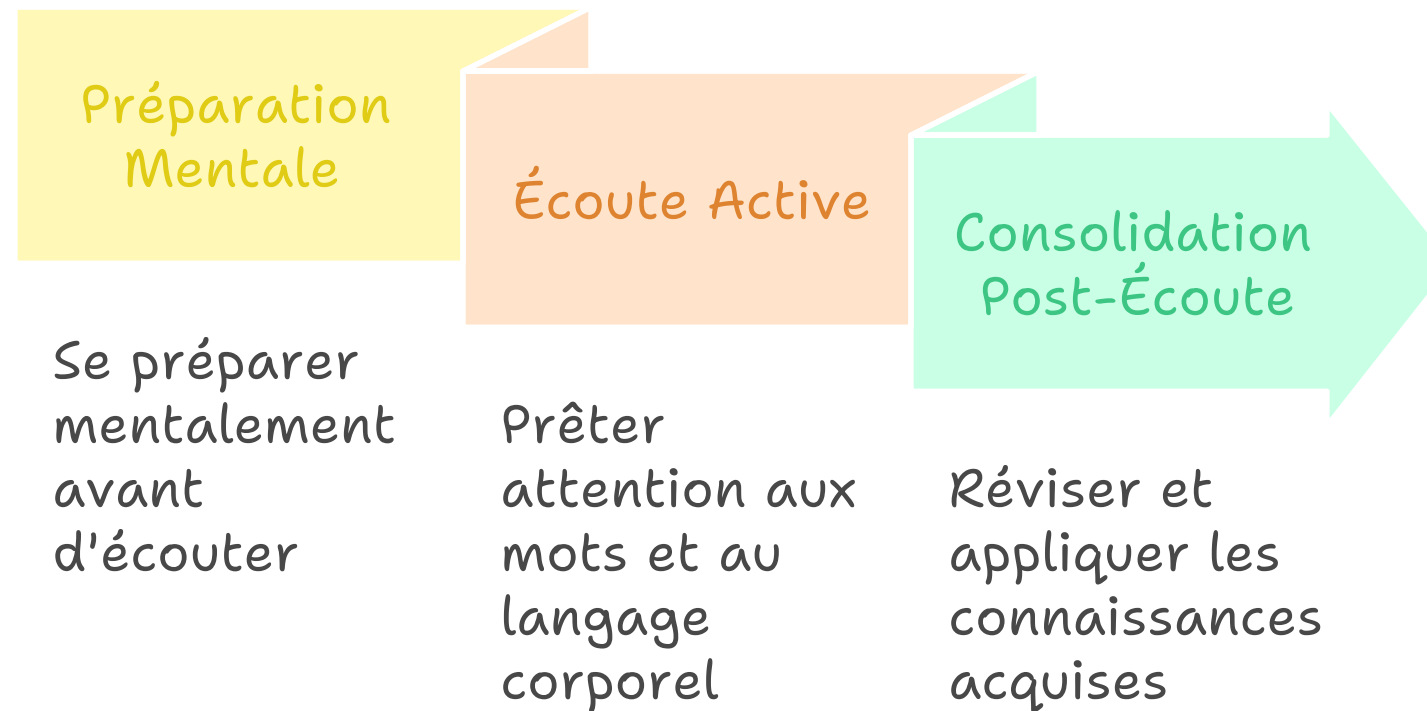 Préparation
Mentale
Écoute Active
Consolidation
Post-Écoute
Se préparer
mentalement
avant
d'écouter
Prêter
attention aux
mots et au
langage
corporel
Réviser et
appliquer les
connaissances
acquises